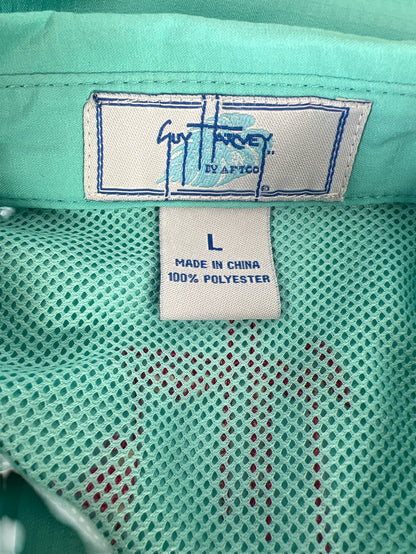 Guy Harvey
BY AFTCO
®
L
MADE IN CHINA
100% POLYESTER